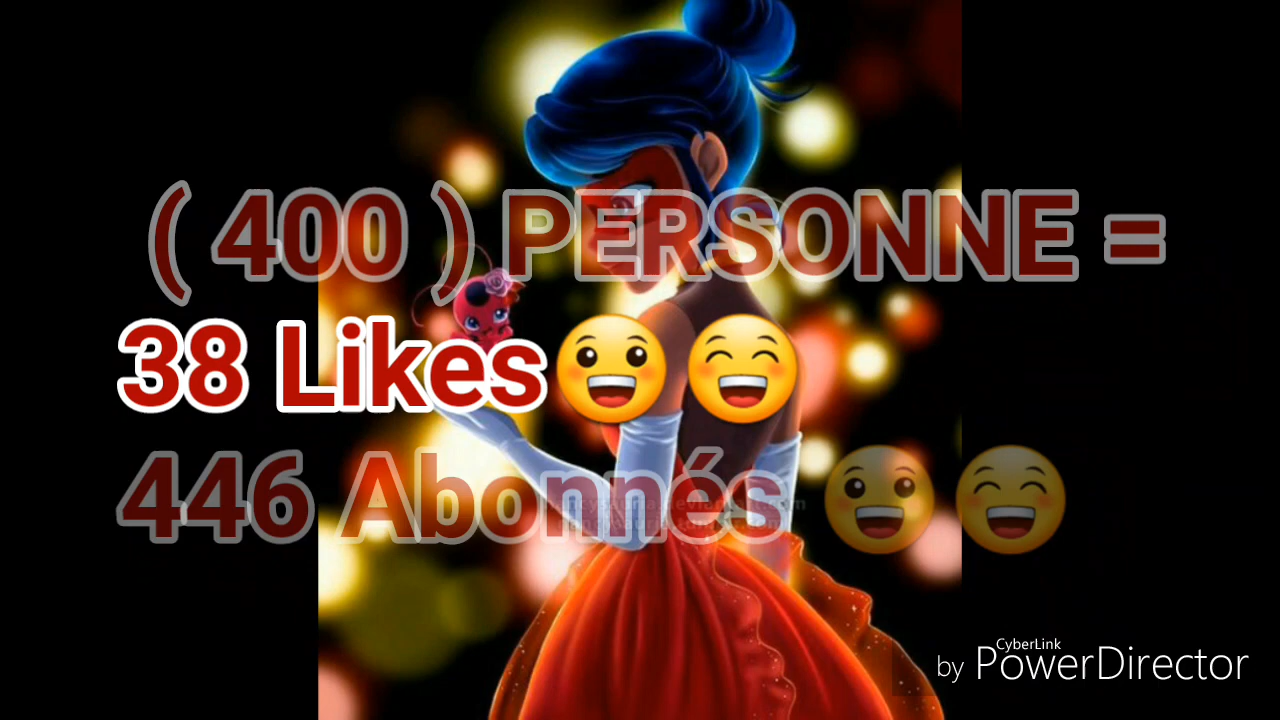 ( 400 ) PERSONNE =
38 Likes😀😄
446 Abonnés 😀😄
CyberLink
by PowerDirector